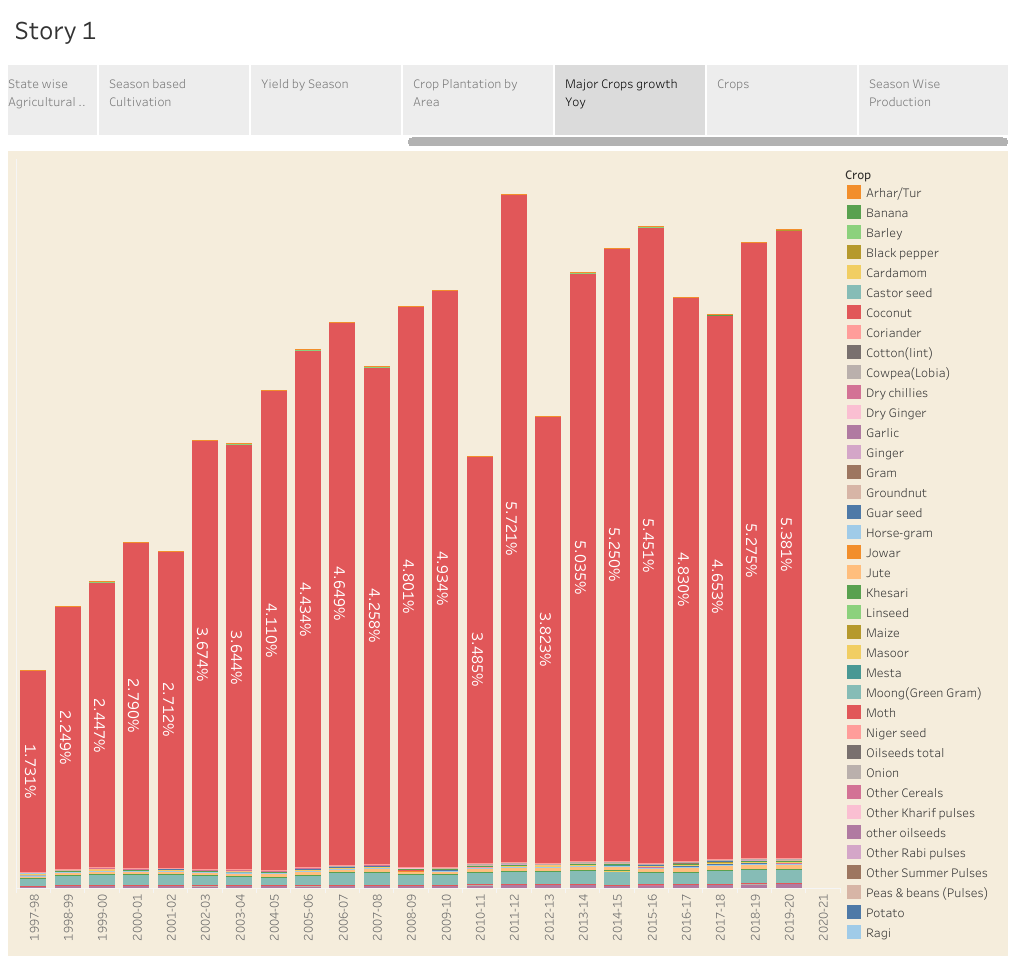 Story 1
State wise
Agricultural ..
Season based
Cultivation
Yield by Season
Crop Plantation by
Area
Major Crops growth
Yoy
Crops
Season Wise
Production
1.731%
2.249%
2.447%
2.790%
2.712%
3.674%
3.644%
4.110%
4.434%
4.649%
4.258%
4.801%
4.934%
3.485%
5.721%
3.823%
5.035%
5.250%
5.451%
4.830%
4.653%
5.275%
5.381%
1997-98
1998-99
1999-00
2000-01
2001-02
2002-03
2003-04
2004-05
2005-06
2006-07
2007-08
2008-09
2009-10
2010-11
2011-12
2012-13
2013-14
2014-15
2015-16
2016-17
2017-18
2018-19
2019-20
2020-21
Crop
Arhar/Tur
Banana
Barley
Black pepper
Cardamom
Castor seed
Coconut
Coriander
Cotton(lint)
Cowpea(Lobia)
Dry chillies
Dry Ginger
Garlic
Ginger
Gram
Groundnut
Guar seed
Horse-gram
Jowar
Jute
Khesari
Linseed
Maize
Masoor
Mesta
Moong(Green Gram)
Moth
Niger seed
Oilseeds total
Onion
Other Cereals
Other Kharif pulses
other oilseeds
Other Rabi pulses
Other Summer Pulses
Peas & beans (Pulses)
Potato
Ragi